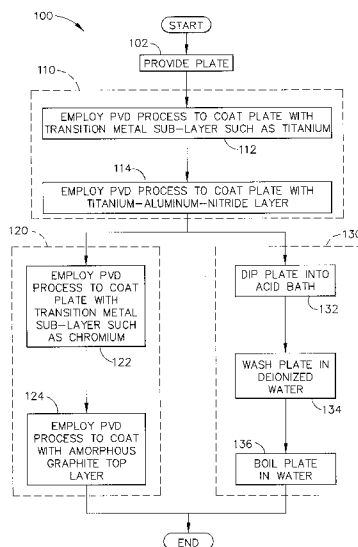 100
START
102
PROVIDE PLATE
110
EMPLOY PVD PROCESS TO COAT PLATE WITH
TRANSITION METAL SUB-LAYER SUCH AS TITANIUM
112
114
EMPLOY PVD PROCESS TO COAT PLATE WITH
TITANIUM-ALUMINUM-NITRIDE LAYER
120
130
EMPLOY PVD
PROCESS TO COAT
PLATE WITH
TRANSITION METAL
SUB-LAYER SUCH
AS CHROMIUM
122
DIP PLATE INTO
ACID BATH
132
WASH PLATE IN
DEIONIZED
WATER
134
124
EMPLOY PVD
PROCESS TO COAT
WITH AMORPHOUS
GRAPHITE TOP
LAYER
136
BOIL PLATE
IN WATER
END